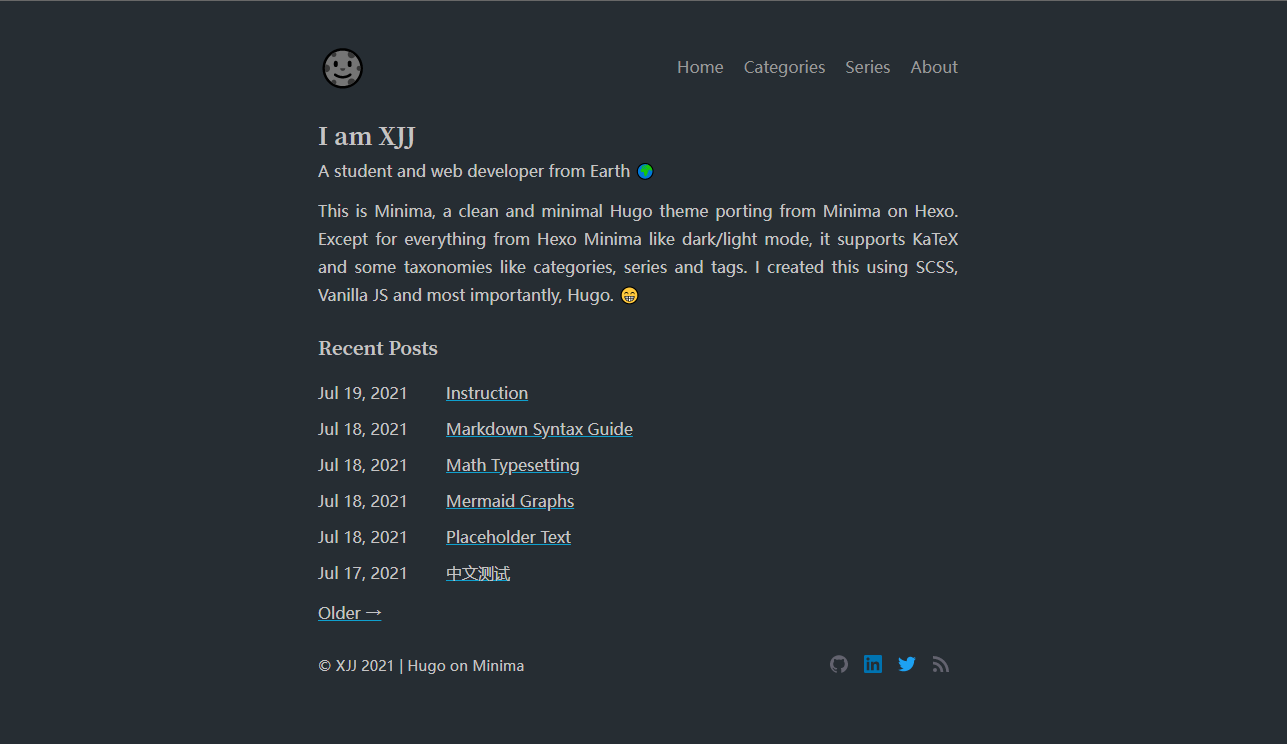 Home Categories Series About
I am XJJ
A student and web developer from Earth 🌏
This is Minima, a clean and minimal Hugo theme porting from Minima on Hexo.
Except for everything from Hexo Minima like dark/light mode, it supports KaTeX
and some taxonomies like categories, series and tags. I created this using SCSS,
Vanilla JS and most importantly, Hugo. 😁
Recent Posts
Jul 19, 2021 Instruction
Jul 18, 2021 Markdown Syntax Guide
Jul 18, 2021 Math Typesetting
Jul 18, 2021 Mermaid Graphs
Jul 18, 2021 Placeholder Text
Jul 17, 2021 中文测试
Older →
© XJJ 2021 | Hugo on Minima
in